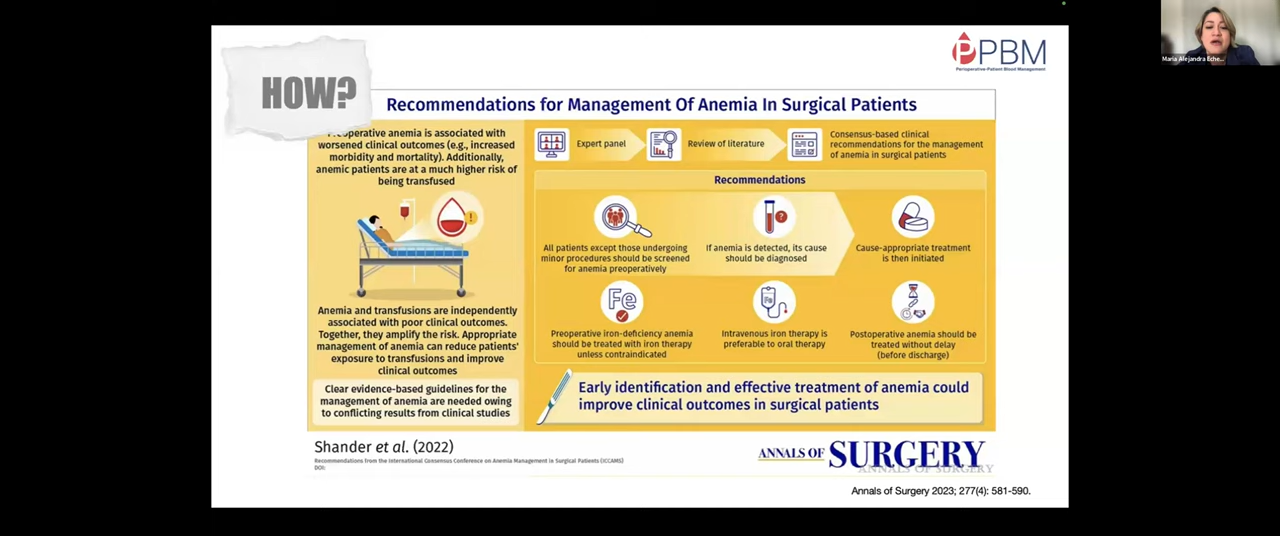 HOW?
PBM
Perioperative-Patient Blood Management
Maria Alejandra Eche...
Recommendations for Management Of Anemia In Surgical Patients
Preoperative anemia is associated with
worsened clinical outcomes (e.g., increased
morbidity and mortality). Additionally,
anemic patients are at a much higher risk of
being transfused
Anemia and transfusions are independently
associated with poor clinical outcomes.
Together, they amplify the risk. Appropriate
management of anemia can reduce patients'
exposure to transfusions and improve
clinical outcomes
Clear evidence-based guidelines for the
management of anemia are needed owing
to conflicting results from clinical studies
Expert panel
Review of literature
Consensus-based clinical
recommendations for the management
of anemia in surgical patients
Recommendations
All patients except those undergoing
minor procedures should be screened
for anemia preoperatively
If anemia is detected, its cause
should be diagnosed
Cause-appropriate treatment
is then initiated
Fe
Preoperative iron-deficiency anemia
should be treated with iron therapy
unless contraindicated
Fe
Intravenous iron therapy is
preferable to oral therapy
Postoperative anemia should be
treated without delay
(before discharge)
Early identification and effective treatment of anemia could
improve clinical outcomes in surgical patients
Shander et al. (2022)
Recommendations from the International Consensus Conference on Anemia Management in Surgical Patients (ICCAMS)
DOI:
ANNALS OF SURGERY
ANNALS OF SURGERY
Annals of Surgery 2023; 277(4): 581-590.